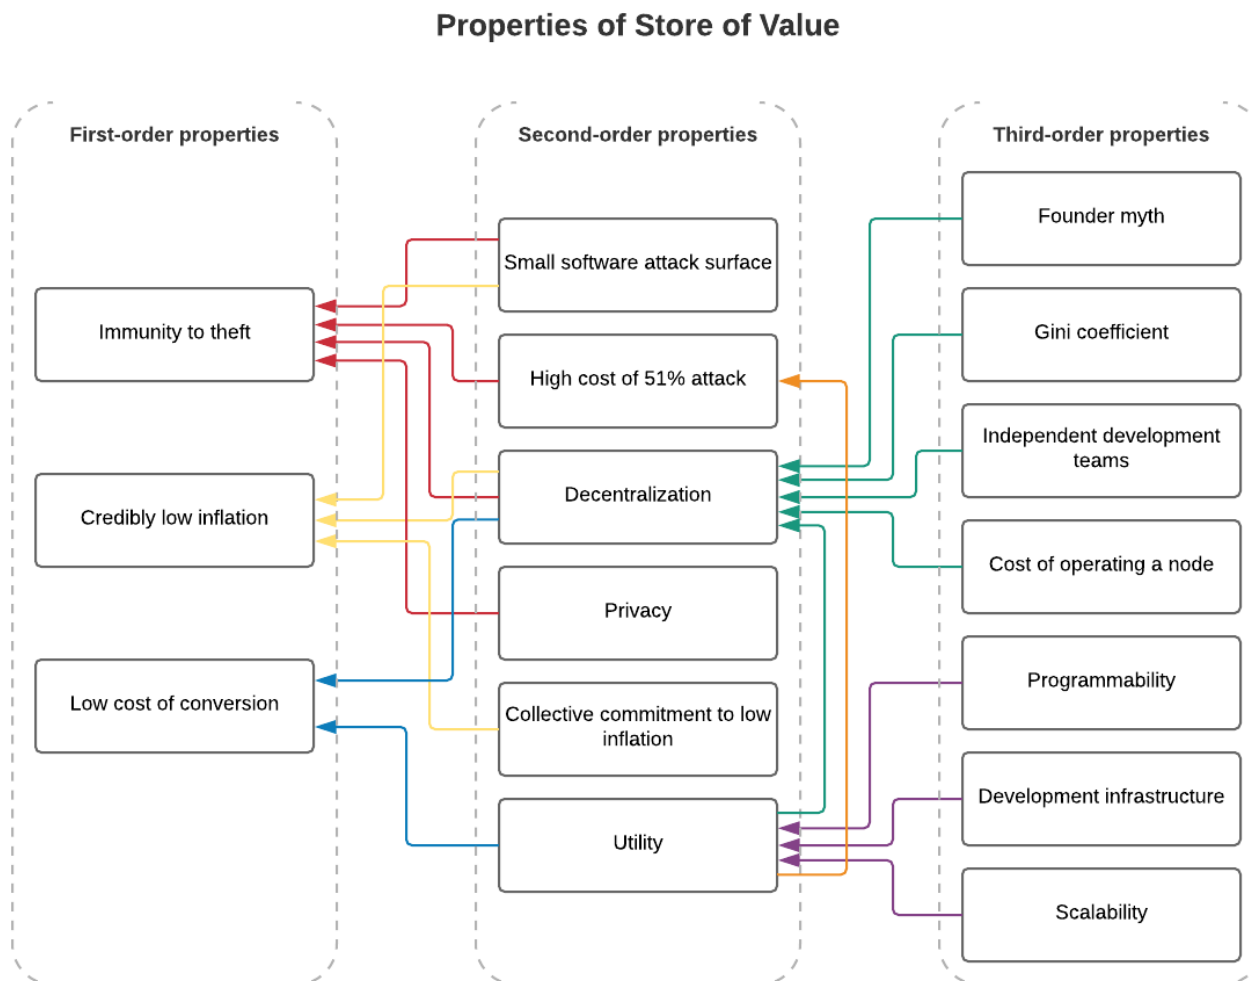 Properties of Store of Value
First-order properties
Immunity to theft
Credibly low inflation
Low cost of conversion
Second-order properties
Small software attack surface
High cost of 51% attack
Decentralization
Privacy
Collective commitment to low
inflation
Utility
Third-order properties
Founder myth
Gini coefficient
Independent development
teams
Cost of operating a node
Programmability
Development infrastructure
Scalability